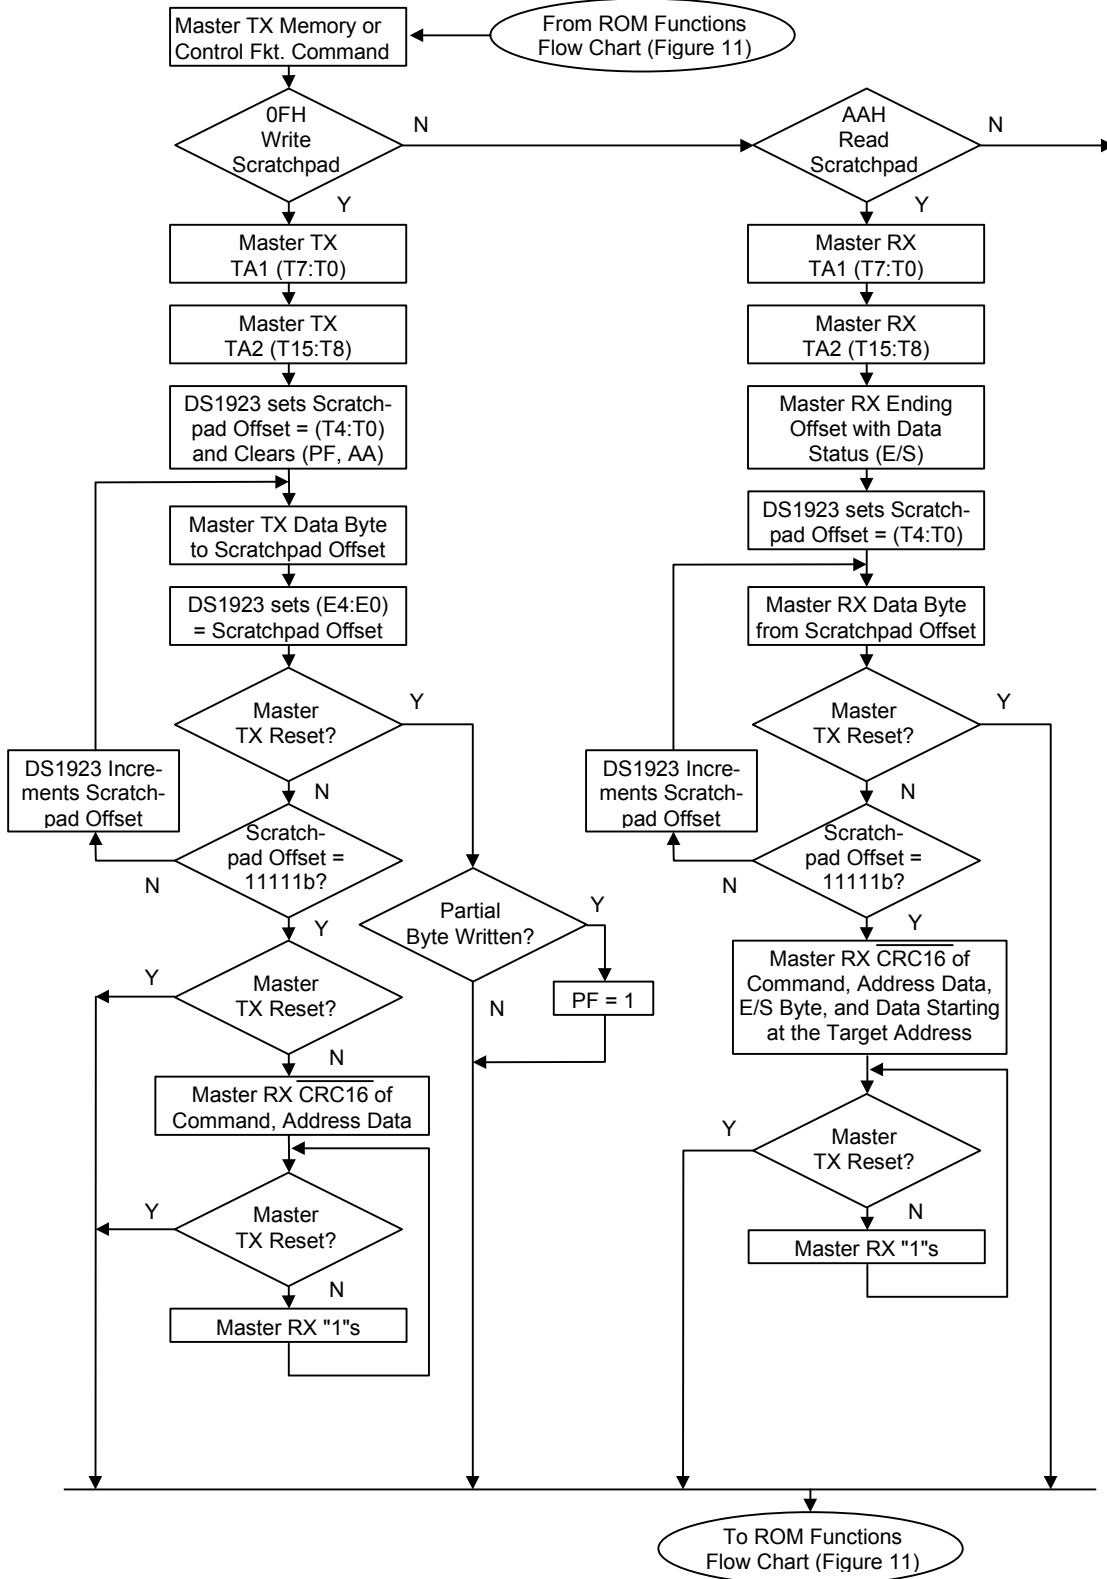 Master TX Memory or
Control Fkt. Command
From ROM Functions
Flow Chart (Figure 11)
0FH
Write
Scratchpad
N
Y
AAH
Read
Scratchpad
N
Y
Master TX
TA1 (T7:T0)
Master TX
TA2 (T15:T8)
DS1923 sets Scratch-
pad Offset = (T4:T0)
and Clears (PF, AA)
Master TX Data Byte
to Scratchpad Offset
DS1923 sets (E4:E0)
= Scratchpad Offset
Master
TX Reset?
Y
N
DS1923 Incre-
ments Scratch-
pad Offset
Scratch-
pad Offset =
11111b?
N
Y
Partial
Byte Written?
Y
N
PF = 1
Master
TX Reset?
Y
N
Master RX CRC16 of
Command, Address Data
Master
TX Reset?
Y
N
Master RX "1"s
Master RX
TA1 (T7:T0)
Master RX
TA2 (T15:T8)
Master RX Ending
Offset with Data
Status (E/S)
DS1923 sets Scratch-
pad Offset = (T4:T0)
Master RX Data Byte
from Scratchpad Offset
Master
TX Reset?
Y
N
DS1923 Incre-
ments Scratch-
pad Offset
Scratch-
pad Offset =
11111b?
N
Y
Master RX CRC16 of
Command, Address Data,
E/S Byte, and Data Starting
at the Target Address
Master
TX Reset?
Y
N
Master RX "1"s
To ROM Functions
Flow Chart (Figure 11)